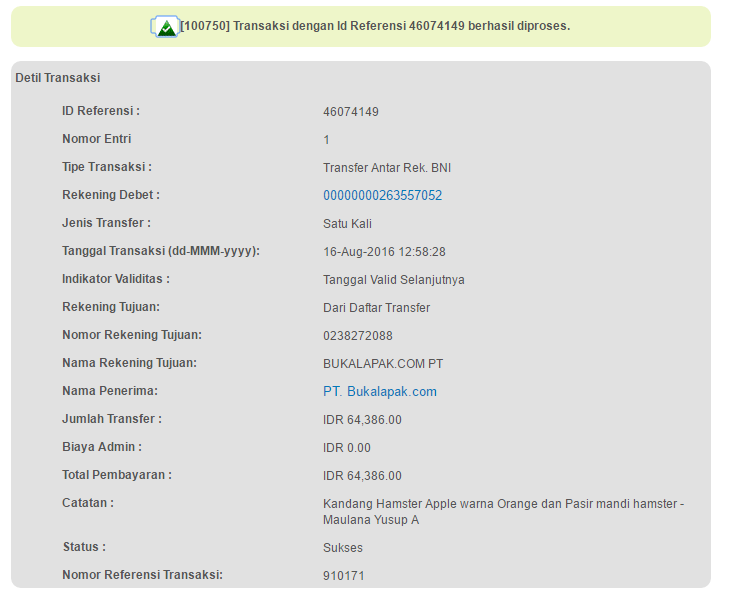 [100750] Transaksi dengan Id Referensi 46074149 berhasil diproses.
Detil Transaksi
ID Referensi : 46074149
Nomor Entri 1
Tipe Transaksi : Transfer Antar Rek. BNI
Rekening Debet : 00000000263557052
Jenis Transfer : Satu Kali
Tanggal Transaksi (dd-MMM-yyyy): 16-Aug-2016 12:58:28
Indikator Validitas : Tanggal Valid Selanjutnya
Rekening Tujuan: Dari Daftar Transfer
Nomor Rekening Tujuan: 0238272088
Nama Rekening Tujuan: BUKALAPAK.COM PT
Nama Penerima: PT. Bukalapak.com
Jumlah Transfer : IDR 64,386.00
Biaya Admin : IDR 0.00
Total Pembayaran : IDR 64,386.00
Catatan : Kandang Hamster Apple warna Orange dan Pasir mandi hamster -
Maulana Yusup A
Status : Sukses
Nomor Referensi Transaksi: 910171